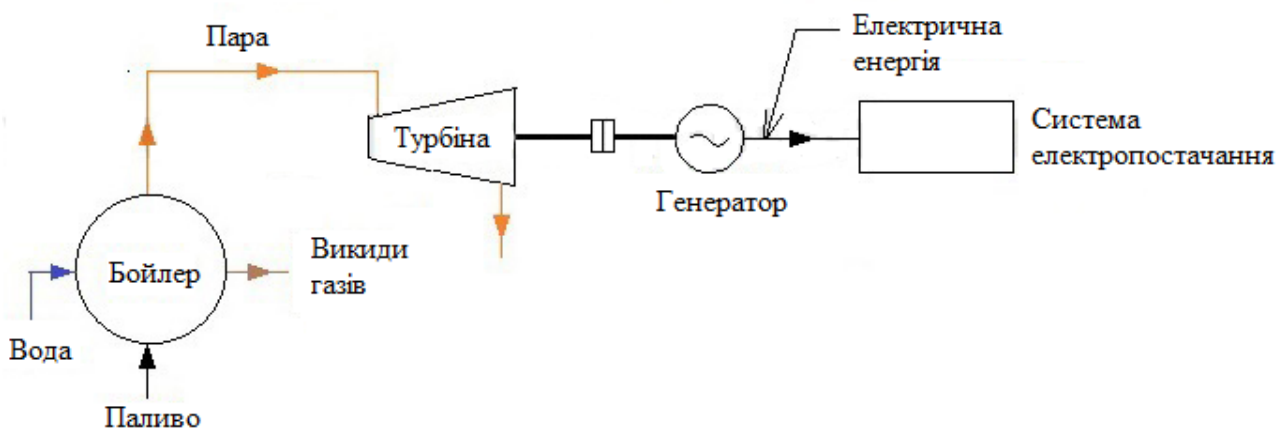 Пара
Електрична
енергія
Турбіна
Система
електропостачання
Генератор
Викиди
газів
Бойлер
Вода
Паливо